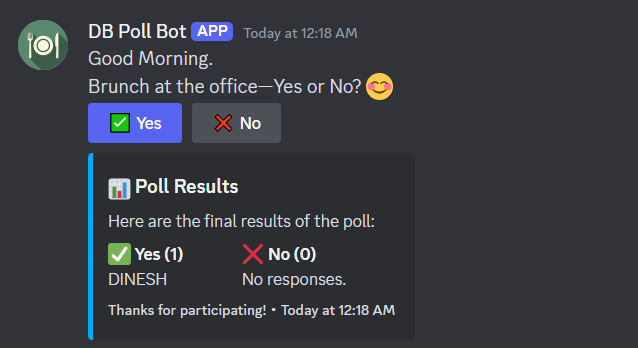 DB Poll Bot APP Today at 12:18 AM
Good Morning.
Brunch at the office—Yes or No? 😊
✅ Yes ❌ No
📊 Poll Results
Here are the final results of the poll:
✅ Yes (1) ❌ No (0)
DINESH No responses.
Thanks for participating! • Today at 12:18 AM